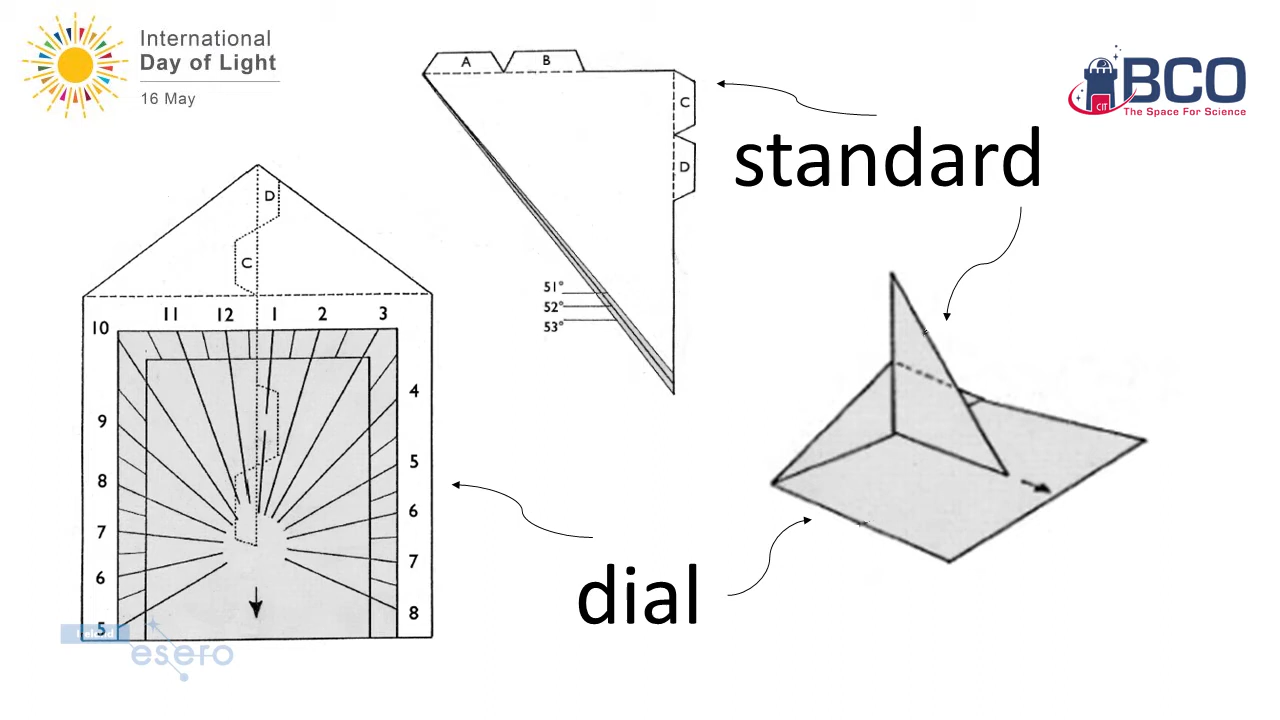 International
Day of Light
16 May
A
B
C
D
BCO
CIT
The Space For Science
standard
D
C
51°
52°
53°
10
11
12
1
2
3
4
9
5
8
6
7
7
6
8
5
dial
esero